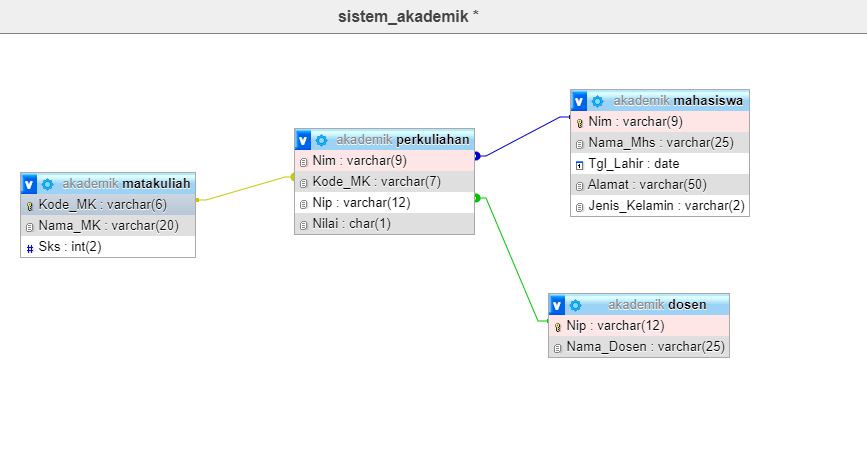 sistem_akademik *
akademik matakuliah
Kode_MK : varchar(6)
Nama_MK : varchar(20)
# Sks : int(2)
akademik perkuliahan
Nim : varchar(9)
Kode_MK : varchar(7)
Nip : varchar(12)
Nilai : char(1)
akademik mahasiswa
Nim : varchar(9)
Nama_Mhs : varchar(25)
Tgl_Lahir : date
Alamat : varchar(50)
Jenis_Kelamin : varchar(2)
akademik dosen
Nip : varchar(12)
Nama_Dosen : varchar(25)